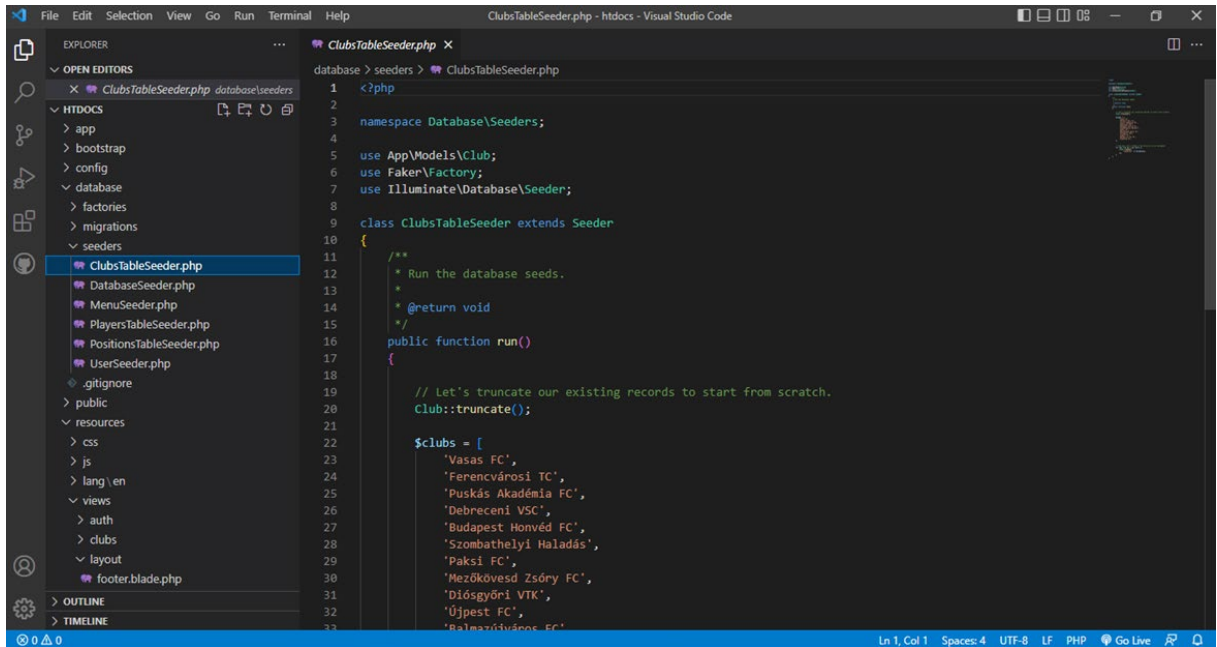 File Edit Selection View Go Run Terminal Help ClubsTableSeeder.php - htdocs - Visual Studio Code
EXPLORER
OPEN EDITORS
ClubsTableSeeder.php database\seeders
HTDOCS
app
bootstrap
config
database
factories
migrations
seeders
ClubsTableSeeder.php
DatabaseSeeder.php
MenuSeeder.php
PlayersTableSeeder.php
PositionsTableSeeder.php
UserSeeder.php
.gitignore
public
resources
css
js
lang\en
views
auth
clubs
layout
footer.blade.php
OUTLINE
TIMELINE
ClubsTableSeeder.php
database > seeders > ClubsTableSeeder.php
1 <?php
2
3 namespace Database\Seeders;
4
5 use App\Models\Club;
6 use Faker\Factory;
7 use Illuminate\Database\Seeder;
8
9 class ClubsTableSeeder extends Seeder
10 {
11 /**
12 * Run the database seeds.
13 *
14 * @return void
15 */
16 public function run()
17 {
18
19 // Let's truncate our existing records to start from scratch.
20 Club::truncate();
21
22 $clubs = [
23 'Vasas FC',
24 'Ferencvárosi TC',
25 'Puskás Akadémia FC',
26 'Debreceni VSC',
27 'Budapest Honvéd FC',
28 'Szombathelyi Haladás',
29 'Paksi FC',
30 'Mezőkövesd Zsóry FC',
31 'Diósgyőri VTK',
32 'Újpest FC',
33 'Balmazújváros FC'
0 0 Ln 1, Col 1 Spaces: 4 UTF-8 LF PHP Go Live